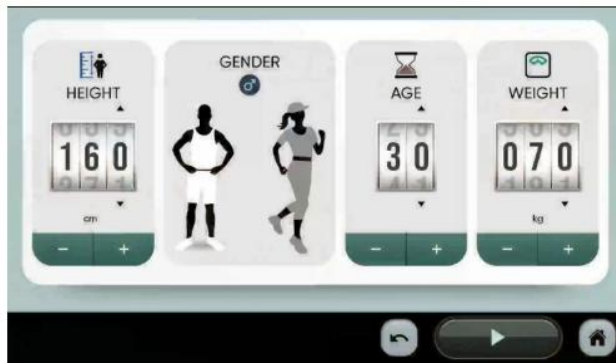 HEIGHT
160
cm
- +
GENDER
AGE
30
- +
WEIGHT
070
kg
- +